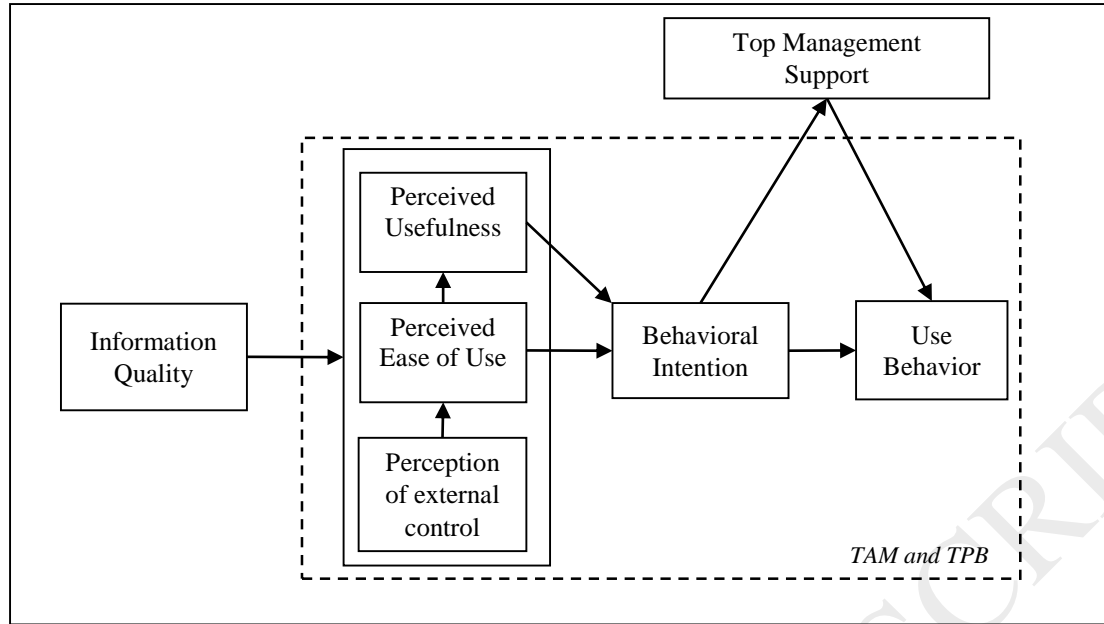 Top Management
Support
Perceived
Usefulness
Information
Quality
Perceived
Ease of Use
Behavioral
Intention
Use
Behavior
Perception
of external
control
TAM and TPB